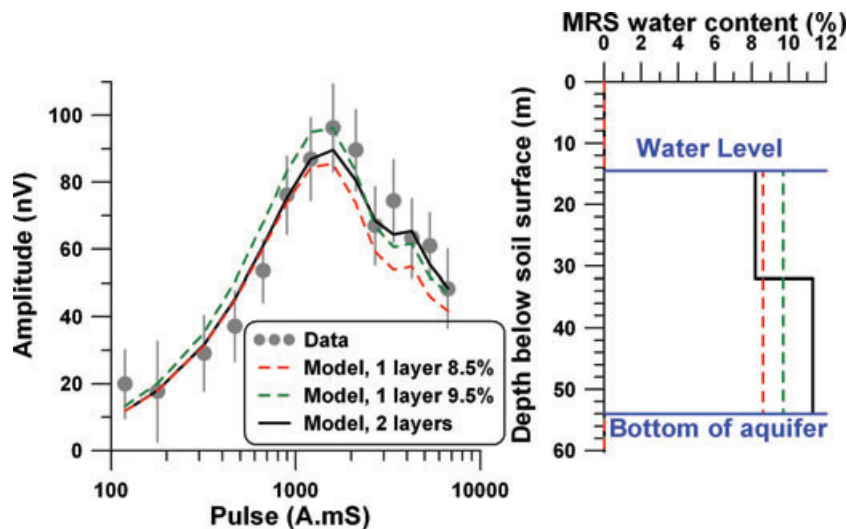 MRS water content (%)
0 2 4 6 8 10 12
100
80
60
40
20
0
Amplitude (nV)
100 1000 10000
Pulse (A.mS)
Data
Model, 1 layer 8.5%
Model, 1 layer 9.5%
Model, 2 layers
0
10
20
30
40
50
60
Depth below soil surface (m)
Water Level
Bottom of aquifer